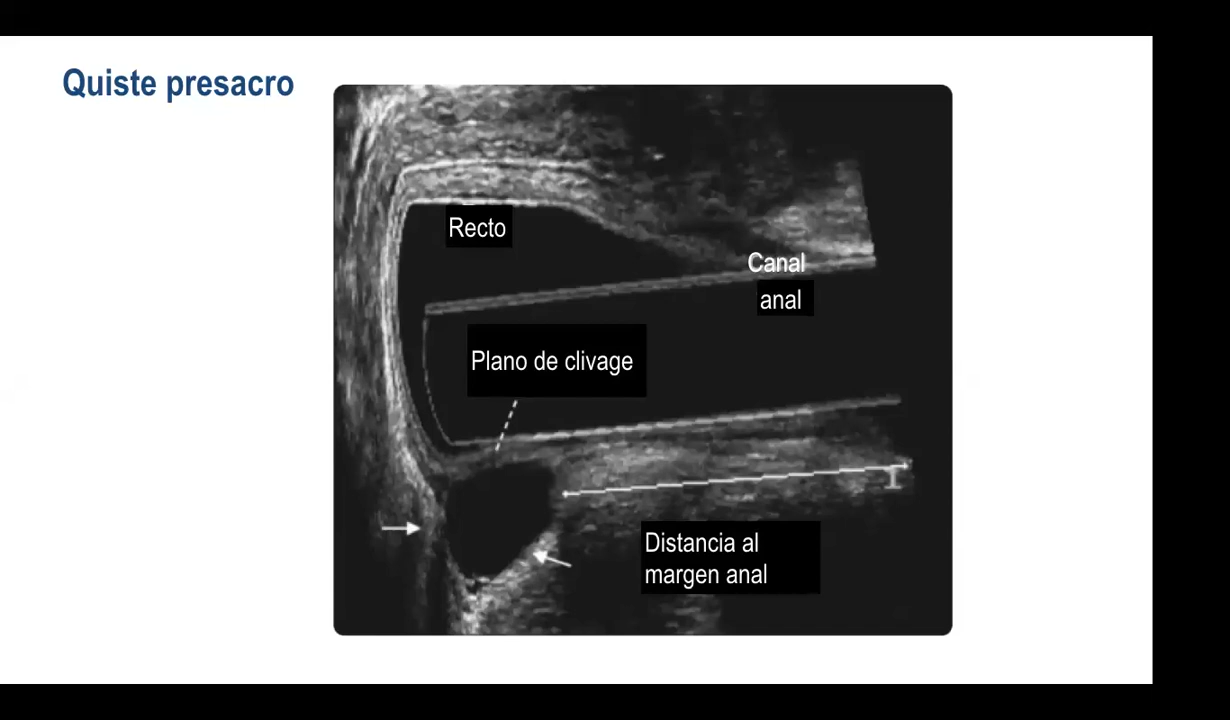 Quiste presacro
Recto
Canal
anal
Plano de clivage
Distancia al
margen anal